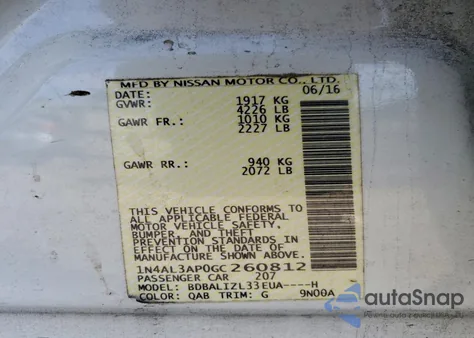 MFD BY NISSAN MOTOR CO., LTD.
DATE: 06/16
GVWR: 1917 KG
4226 LB
GAWR FR.: 1010 KG
2227 LB
GAWR RR.: 940 KG
2072 LB
THIS VEHICLE CONFORMS TO
ALL APPLICABLE FEDERAL
MOTOR VEHICLE SAFETY,
BUMPER, AND THEFT
PREVENTION STANDARDS IN
EFFECT ON THE DATE OF
MANUFACTURE SHOWN ABOVE.
1N4AL3AP0GC260812
PASSENGER CAR 207
MODEL: BDBALIZL33EUA----H
COLOR: QAB TRIM: G 9N00A
autoSnap